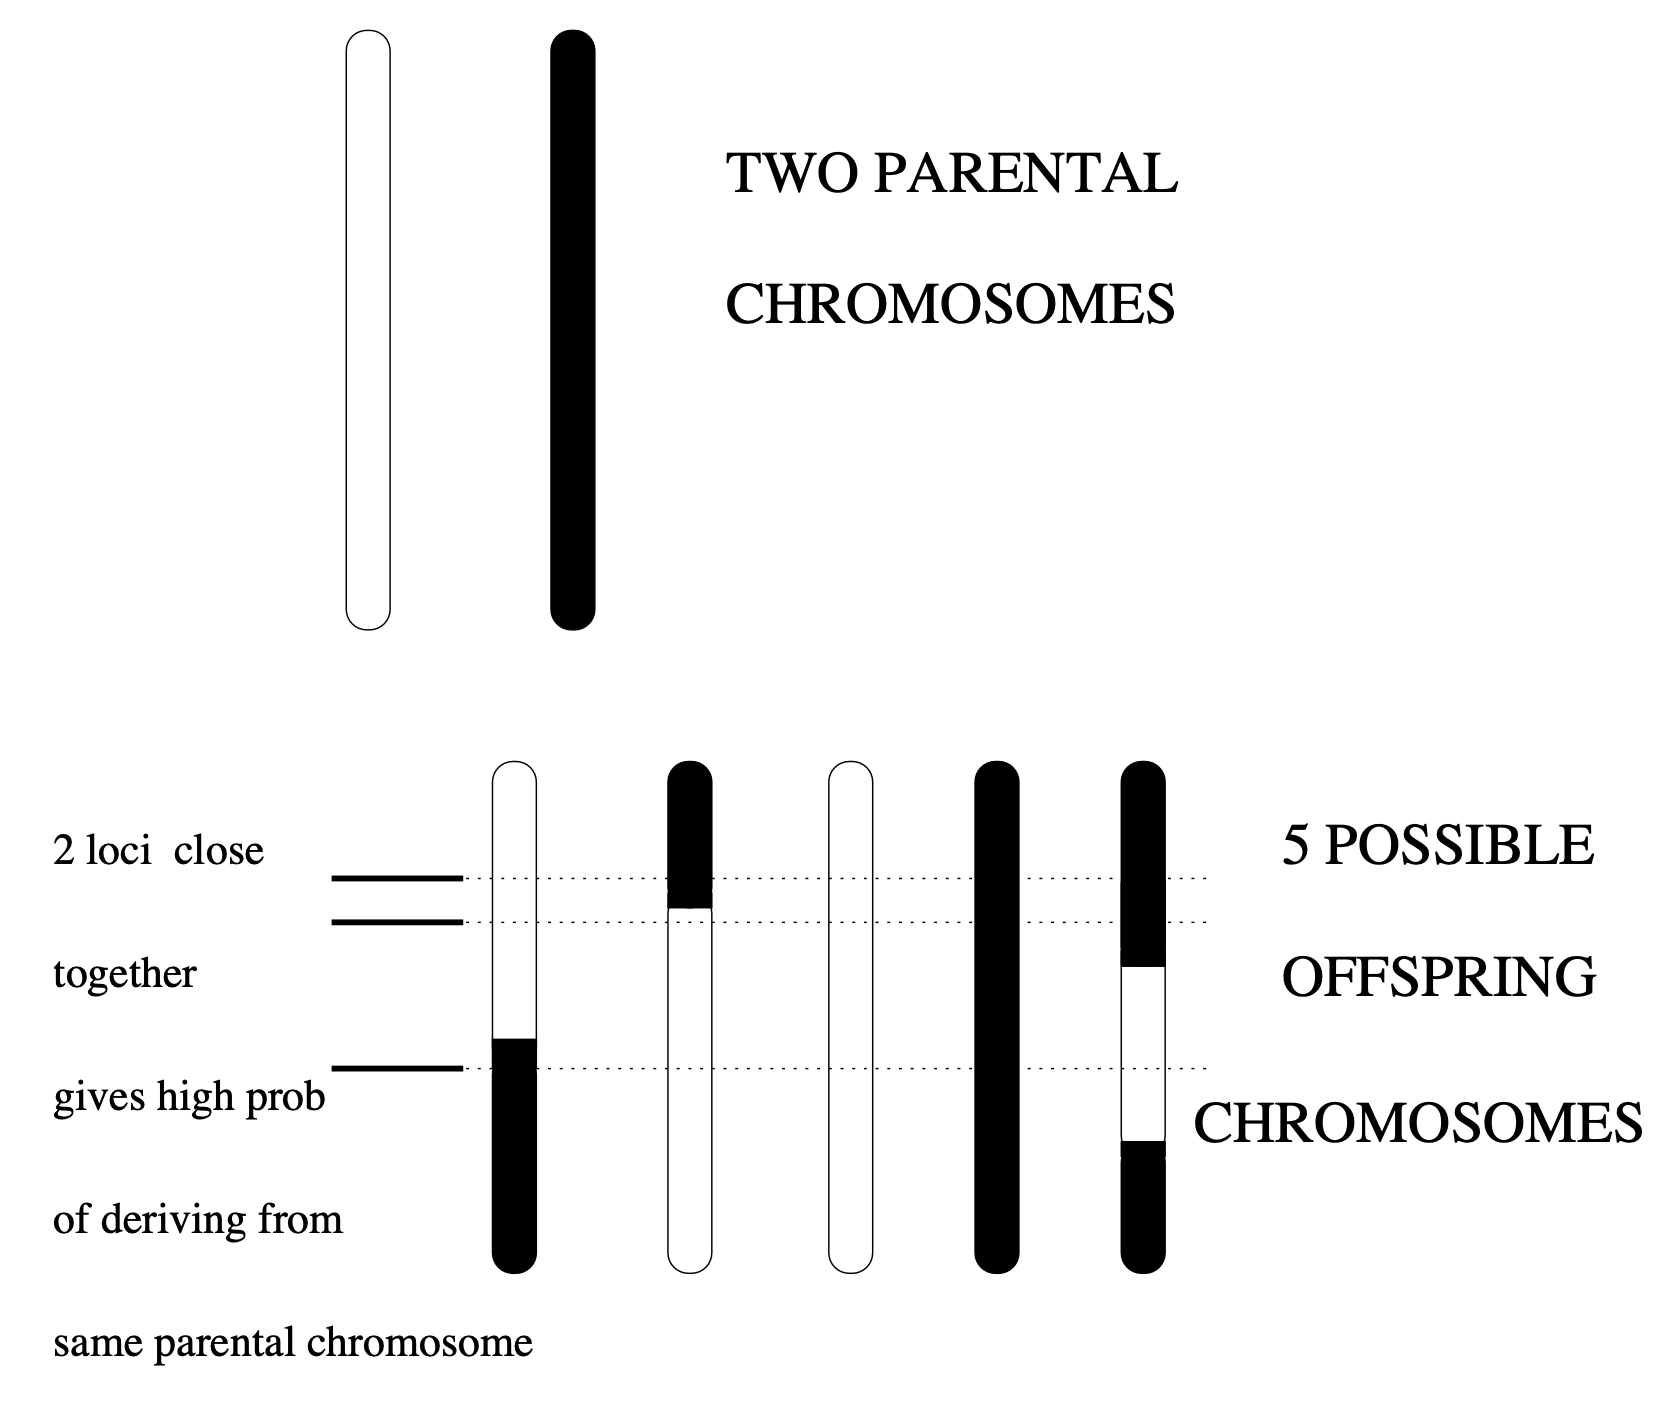 TWO PARENTAL
CHROMOSOMES
2 loci close
together
gives high prob
of deriving from
same parental chromosome
5 POSSIBLE
OFFSPRING
CHROMOSOMES